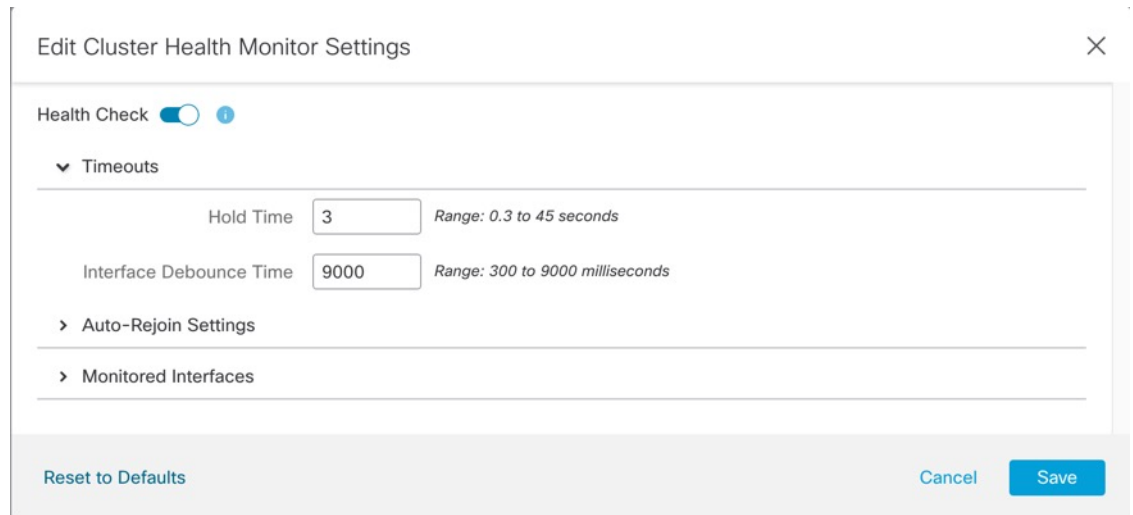 Edit Cluster Health Monitor Settings
Health Check
Timeouts
Hold Time 3 Range: 0.3 to 45 seconds
Interface Debounce Time 9000 Range: 300 to 9000 milliseconds
Auto-Rejoin Settings
Monitored Interfaces
Reset to Defaults Cancel Save